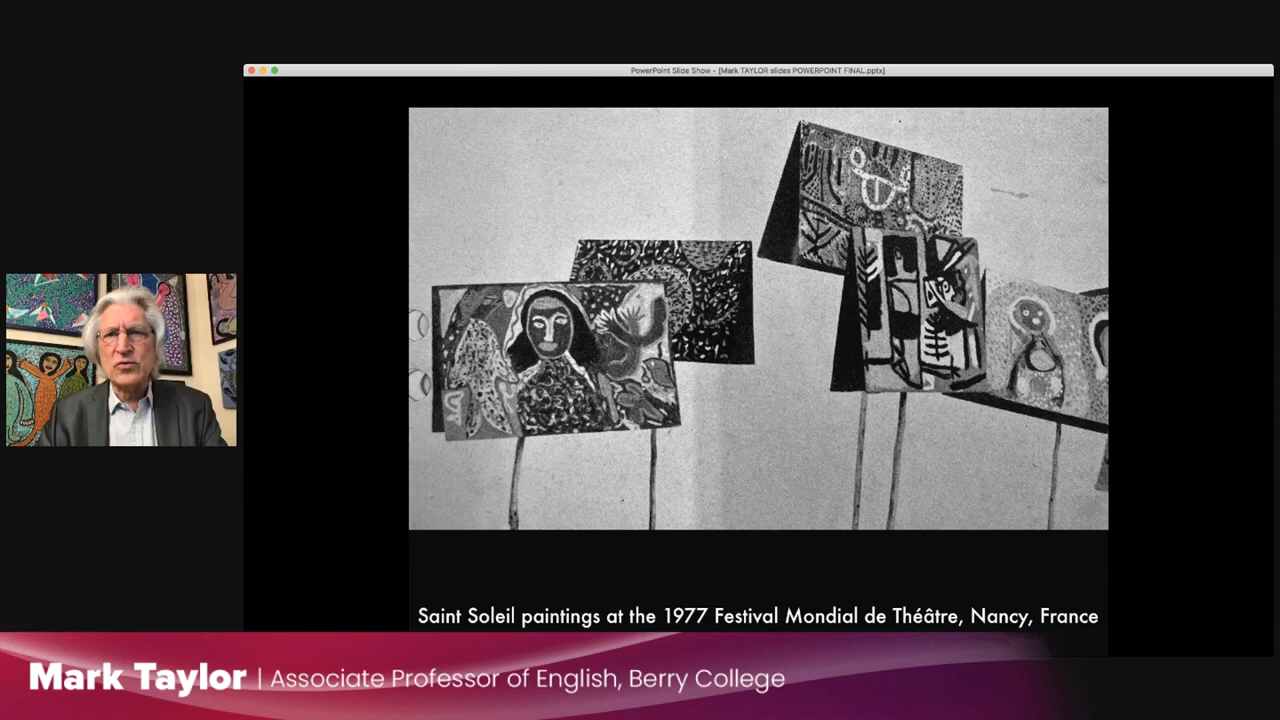 PowerPoint Slide Show - [Mark TAYLOR slides POWERPOINT FINAL.pptx]
Saint Soleil paintings at the 1977 Festival Mondial de Théâtre, Nancy, France
Mark Taylor | Associate Professor of English, Berry College